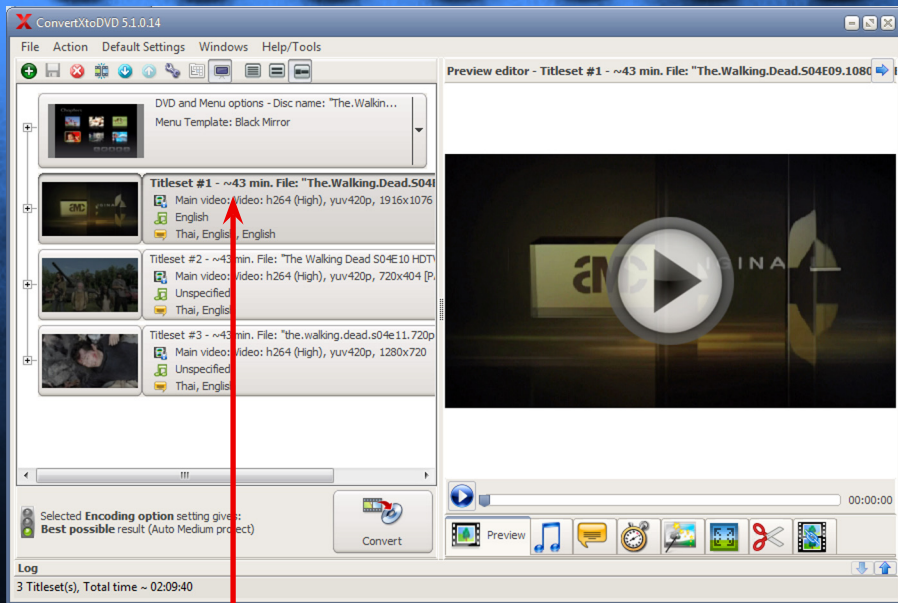 ConvertXtoDVD 5.1.0.14
File Action Default Settings Windows Help/Tools
DVD and Menu options - Disc name: "The.Walkin...
Menu Template: Black Mirror
Titleset #1 - ~43 min. File: "The.Walking.Dead.S04
Main video: Video: h264 (High), yuv420p, 1916x1076
English
Thai, English, English
Titleset #2 - ~43 min. File: "The Walking Dead S04E10 HDTV
Main video: Video: h264 (High), yuv420p, 720x404 [P
Unspecified
Thai, English
Titleset #3 - ~43 min. File: "the.walking.dead.s04e11.720p
Main video: Video: h264 (High), yuv420p, 1280x720
Unspecified
Thai, English
Selected Encoding option setting gives:
Best possible result (Auto Medium project)
Convert
Preview editor - Titleset #1 - ~43 min. File: "The.Walking.Dead.S04E09.1080
amc
IGINA
00:00:00
Preview
Log
3 Titleset(s), Total time ~ 02:09:40